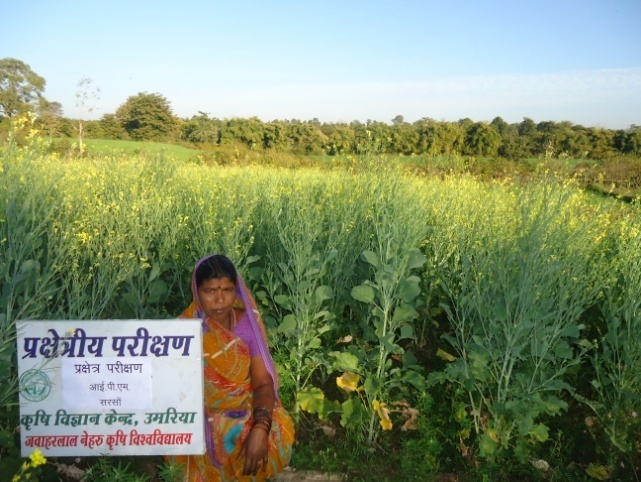 प्रक्षेत्रीय परीक्षण
प्रक्षेत्र परीक्षण
आई.पी.एम.
सरसों
कृषि विज्ञान केन्द्र, उमरिया
जवाहरलाल नेहरु कृषि विश्वविद्यालय